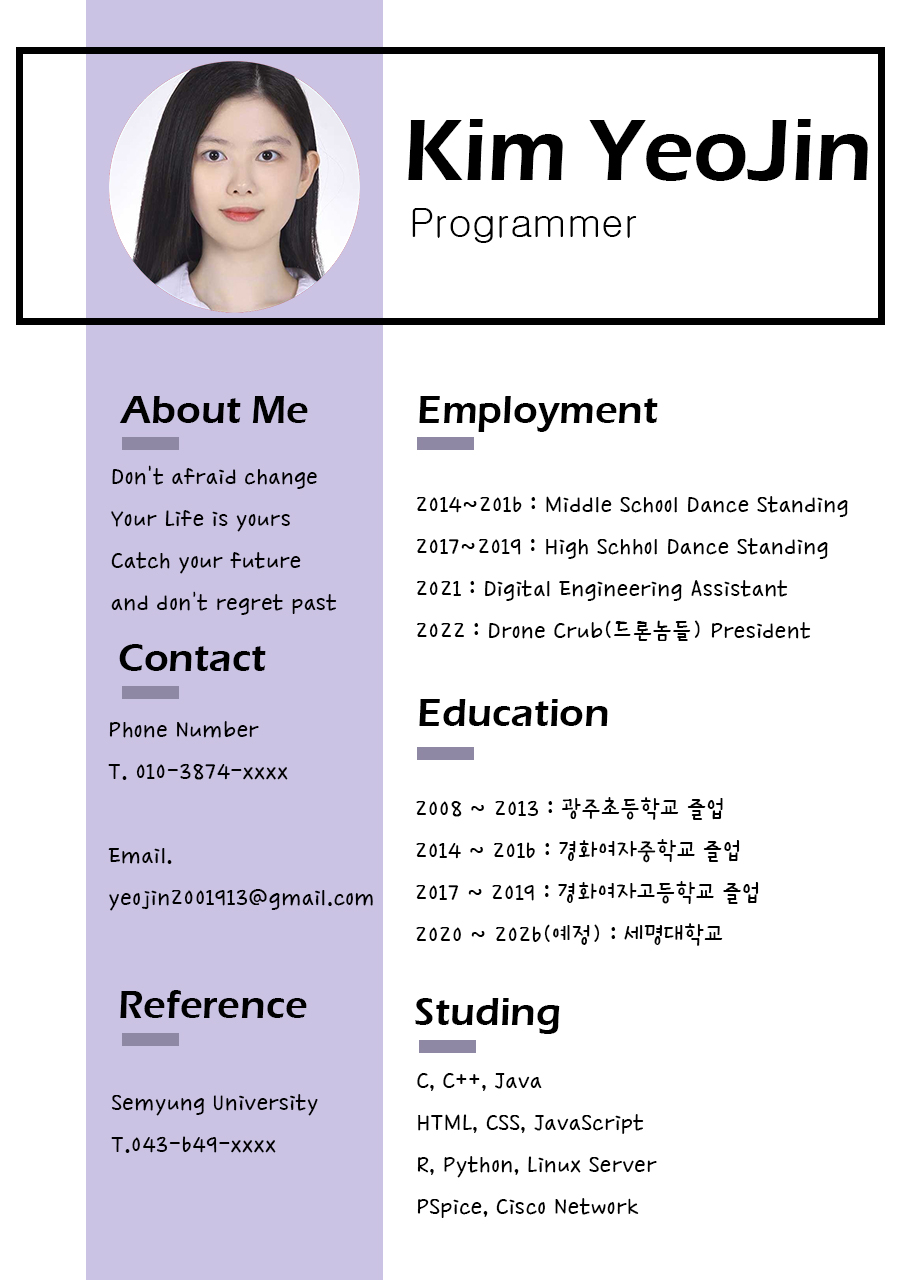 Kim YeoJin
Programmer
About Me
Don't afraid change
Your Life is yours
Catch your future
and don't regret past
Contact
Phone Number
T. 010-3874-xxxx
Email.
yeojin2001913@gmail.com
Reference
Semyung University
T.043-649-xxxx
Employment
2014~2016 : Middle School Dance Standing
2017~2019 : High Schhol Dance Standing
2021 : Digital Engineering Assistant
2022 : Drone Crub(드론놈들) President
Education
2008 ~ 2013 : 광주초등학교 졸업
2014 ~ 2016 : 경화여자중학교 졸업
2017 ~ 2019 : 경화여자고등학교 졸업
2020 ~ 2026(예정) : 세명대학교
Studing
C, C++, Java
HTML, CSS, JavaScript
R, Python, Linux Server
PSpice, Cisco Network